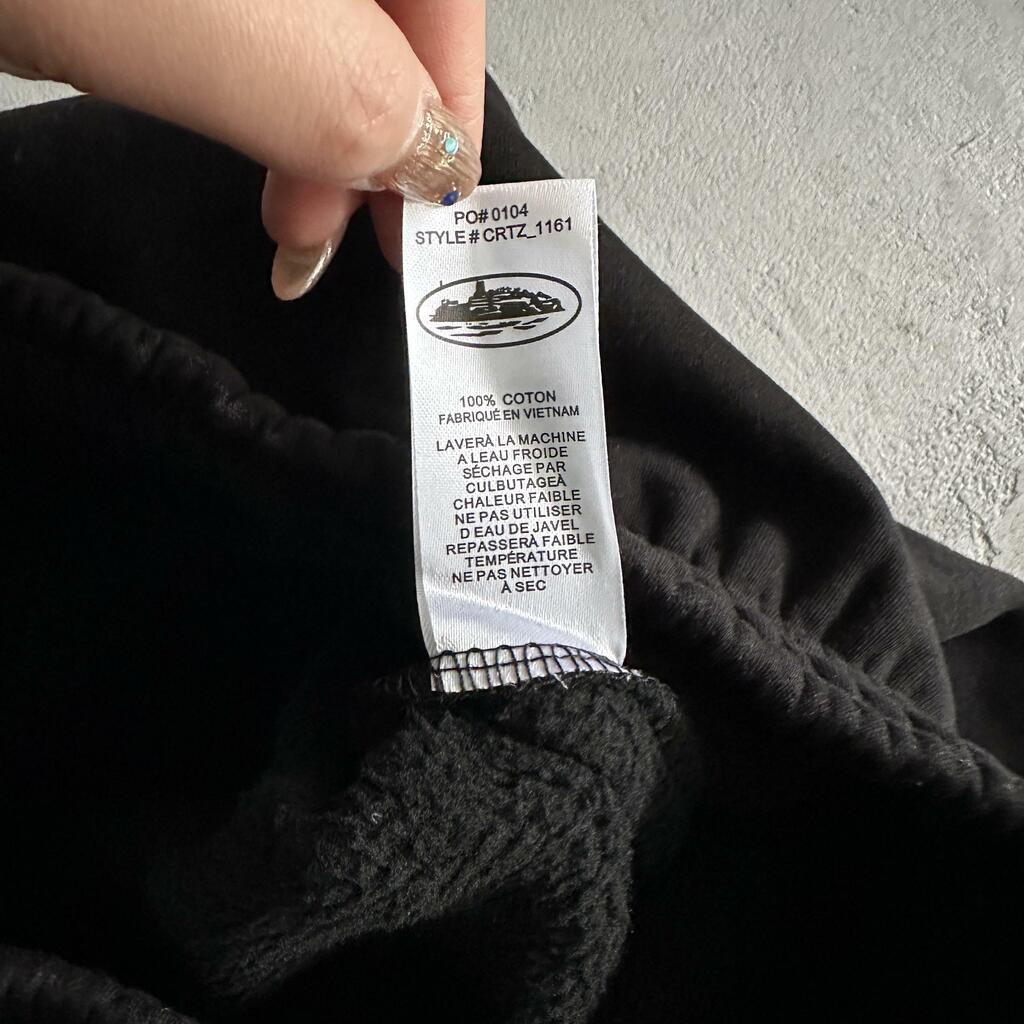 PO# 0104
STYLE # CRTZ_1161
100% COTON
FABRIQUÉ EN VIETNAM
LAVERÀ LA MACHINE
A LEAU FROIDE
SÉCHAGE PAR
CULBUTAGEÀ
CHALEUR FAIBLE
NE PAS UTILISER
D EAU DE JAVEL
REPASSERÀ FAIBLE
TEMPÉRATURE
NE PAS NETTOYER
À SEC